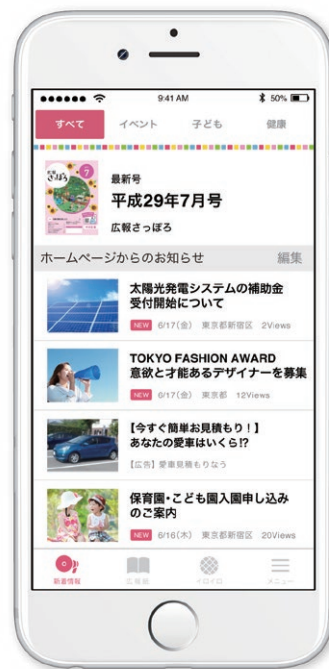 9:41 AM
50%
すべて
イベント
子ども
健康
最新号
平成29年7月号
広報さっぽろ
ホームページからのお知らせ
編集
太陽光発電システムの補助金
受付開始について
NEW 6/17(金) 東京都新宿区 2Views
TOKYO FASHION AWARD
意欲と才能あるデザイナーを募集
NEW 6/17(金) 東京都 12Views
【今すぐ簡単お見積もり!】
あなたの愛車はいくら!?
【広告】愛車見積もりなう
保育園・こども園入園申し込み
のご案内
NEW 6/16(木) 東京都新宿区 20Views
新着情報
広報紙
イロイロ
メニュー